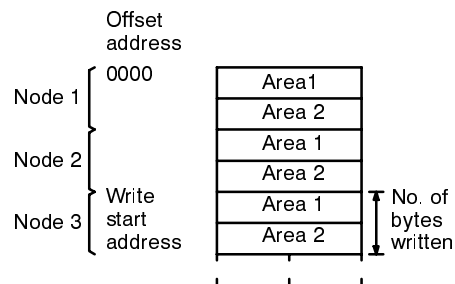 Offset
address
0000
Node 1
Area1
Area 2
Node 2
Area 1
Area 2
Node 3
Write
start
address
Area 1
Area 2
No. of
bytes
written